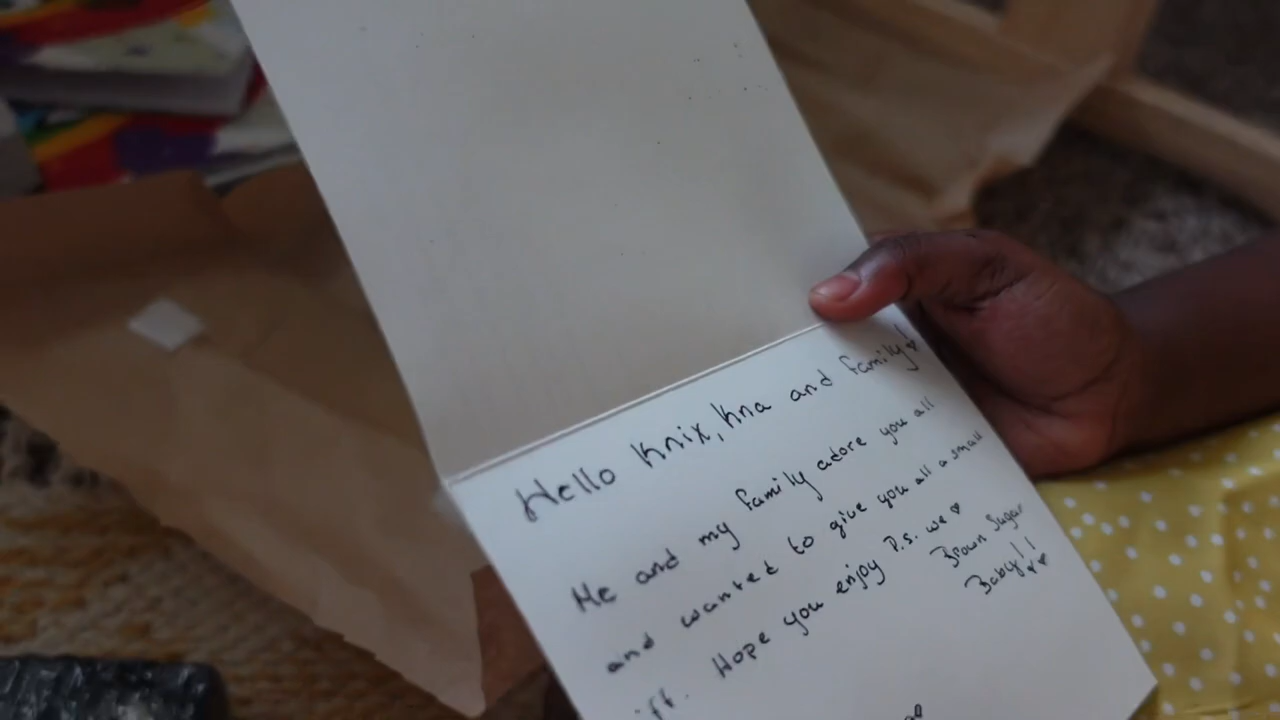 Hello Knix, Kna and family!
Me and my family adore you all
and wanted to give you all a small
Hope you enjoy P.S. we ♥
Brown Sugar
Baby!!